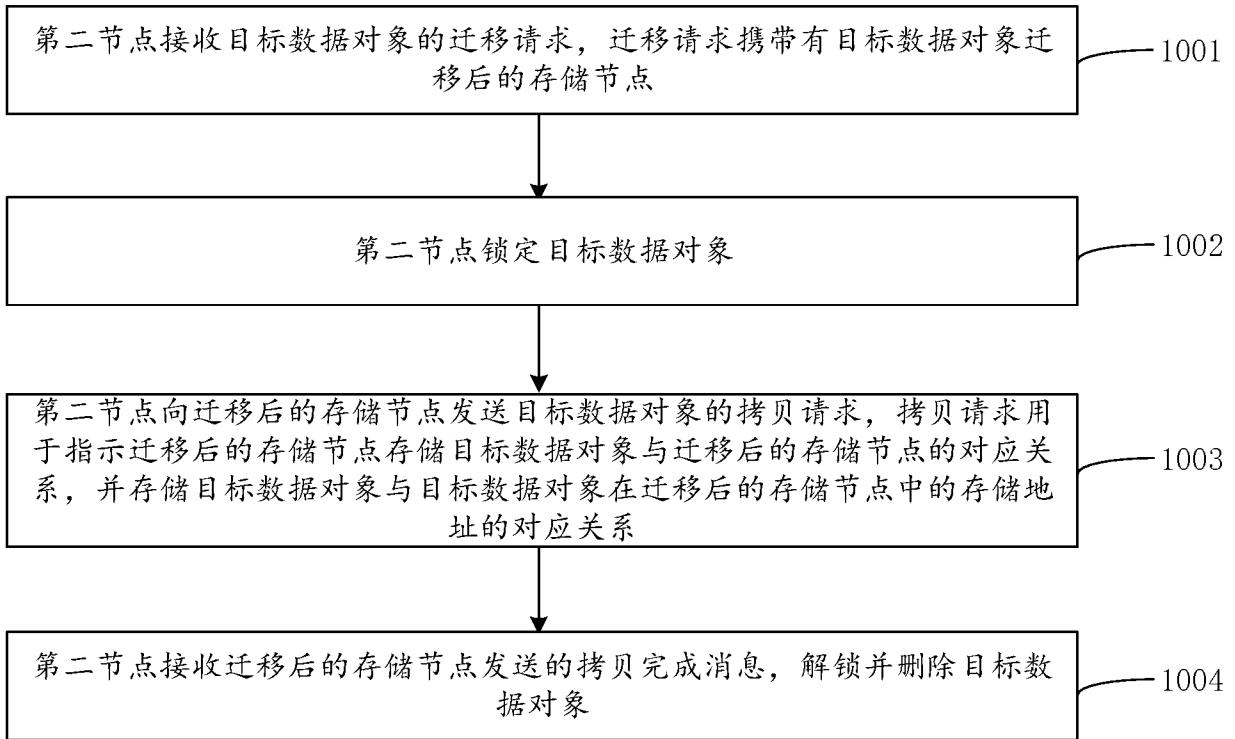 第二节点接收目标数据对象的迁移请求，迁移请求携带有目标数据对象迁
移后的存储节点
1001
第二节点锁定目标数据对象
1002
第二节点向迁移后的存储节点发送目标数据对象的拷贝请求，拷贝请求用
于指示迁移后的存储节点存储目标数据对象与迁移后的存储节点的对应关
系，并存储目标数据对象与目标数据对象在迁移后的存储节点中的存储地
址的对应关系
1003
第二节点接收迁移后的存储节点发送的拷贝完成消息，解锁并删除目标数
据对象
1004